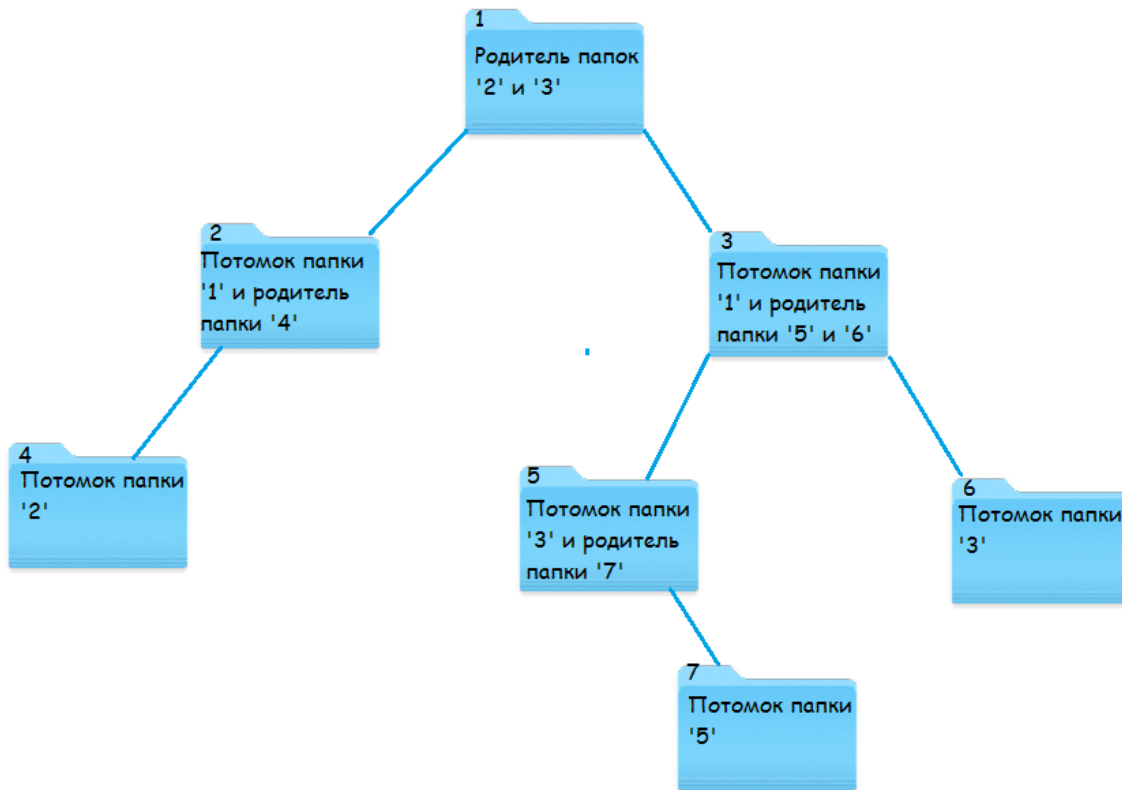 1
Родитель папок
'2' и '3'
2
Потомок папки
'1' и родитель
папки '4'
3
Потомок папки
'1' и родитель
папки '5' и '6'
4
Потомок папки
'2'
5
Потомок папки
'3' и родитель
папки '7'
6
Потомок папки
'3'
7
Потомок папки
'5'